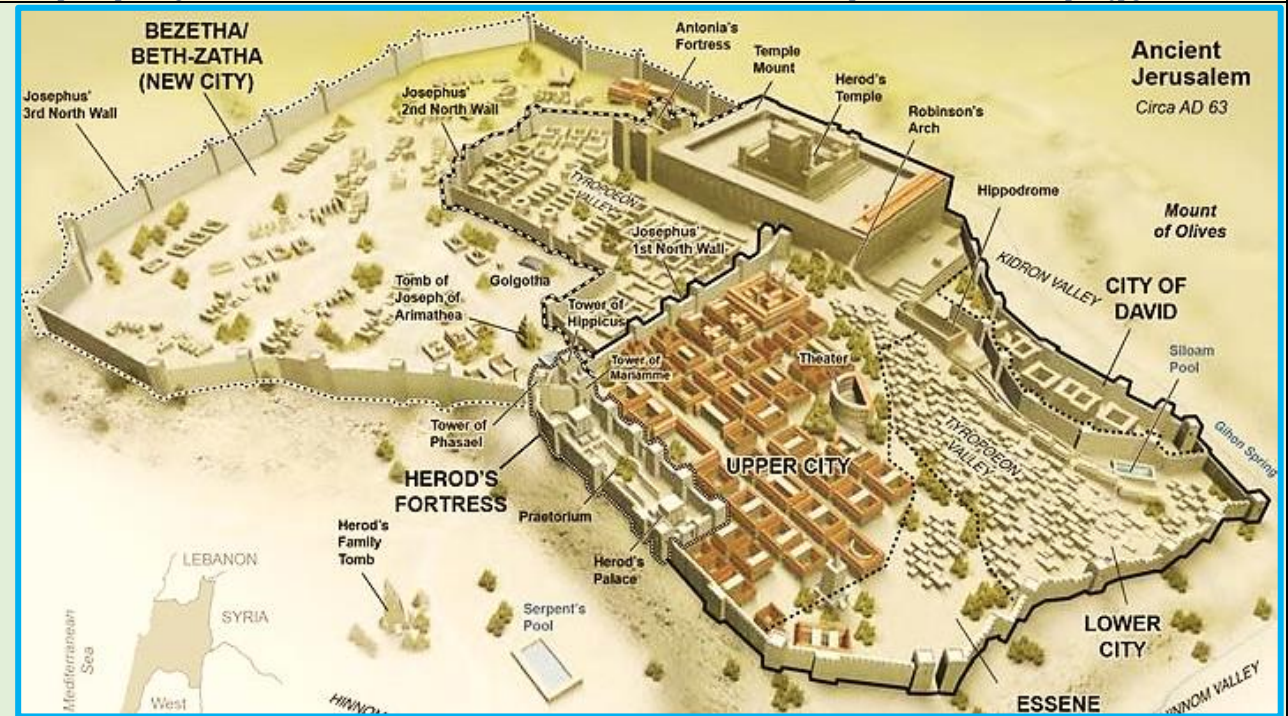 BEZETHA/
BETH-ZATHA
(NEW CITY)
Josephus'
3rd North Wall
Josephus'
2nd North Wall
Antonia's
Fortress
Temple
Mount
Herod's
Temple
Robinson's
Arch
Ancient
Jerusalem
Circa AD 63
Hippodrome
Mount
of Olives
TYROPOEON
VALLEY
Josephus'
1st North Wall
KIDRON VALLEY
CITY OF
DAVID
Tomb of
Joseph of
Arimathea
Golgotha
Tower of
Hippicus
Tower of
Mariamme
Theater
Siloam
Pool
Gihon Spring
Tower of
Phasael
HEROD'S
FORTRESS
UPPER CITY
TYROPOEON
VALLEY
Praetorium
Herod's
Family
Tomb
Herod's
Palace
Serpent's
Pool
LOWER
CITY
ESSENE
LEBANON
SYRIA
Mediterranean
Sea
West
HINNO
INNOM VALLEY